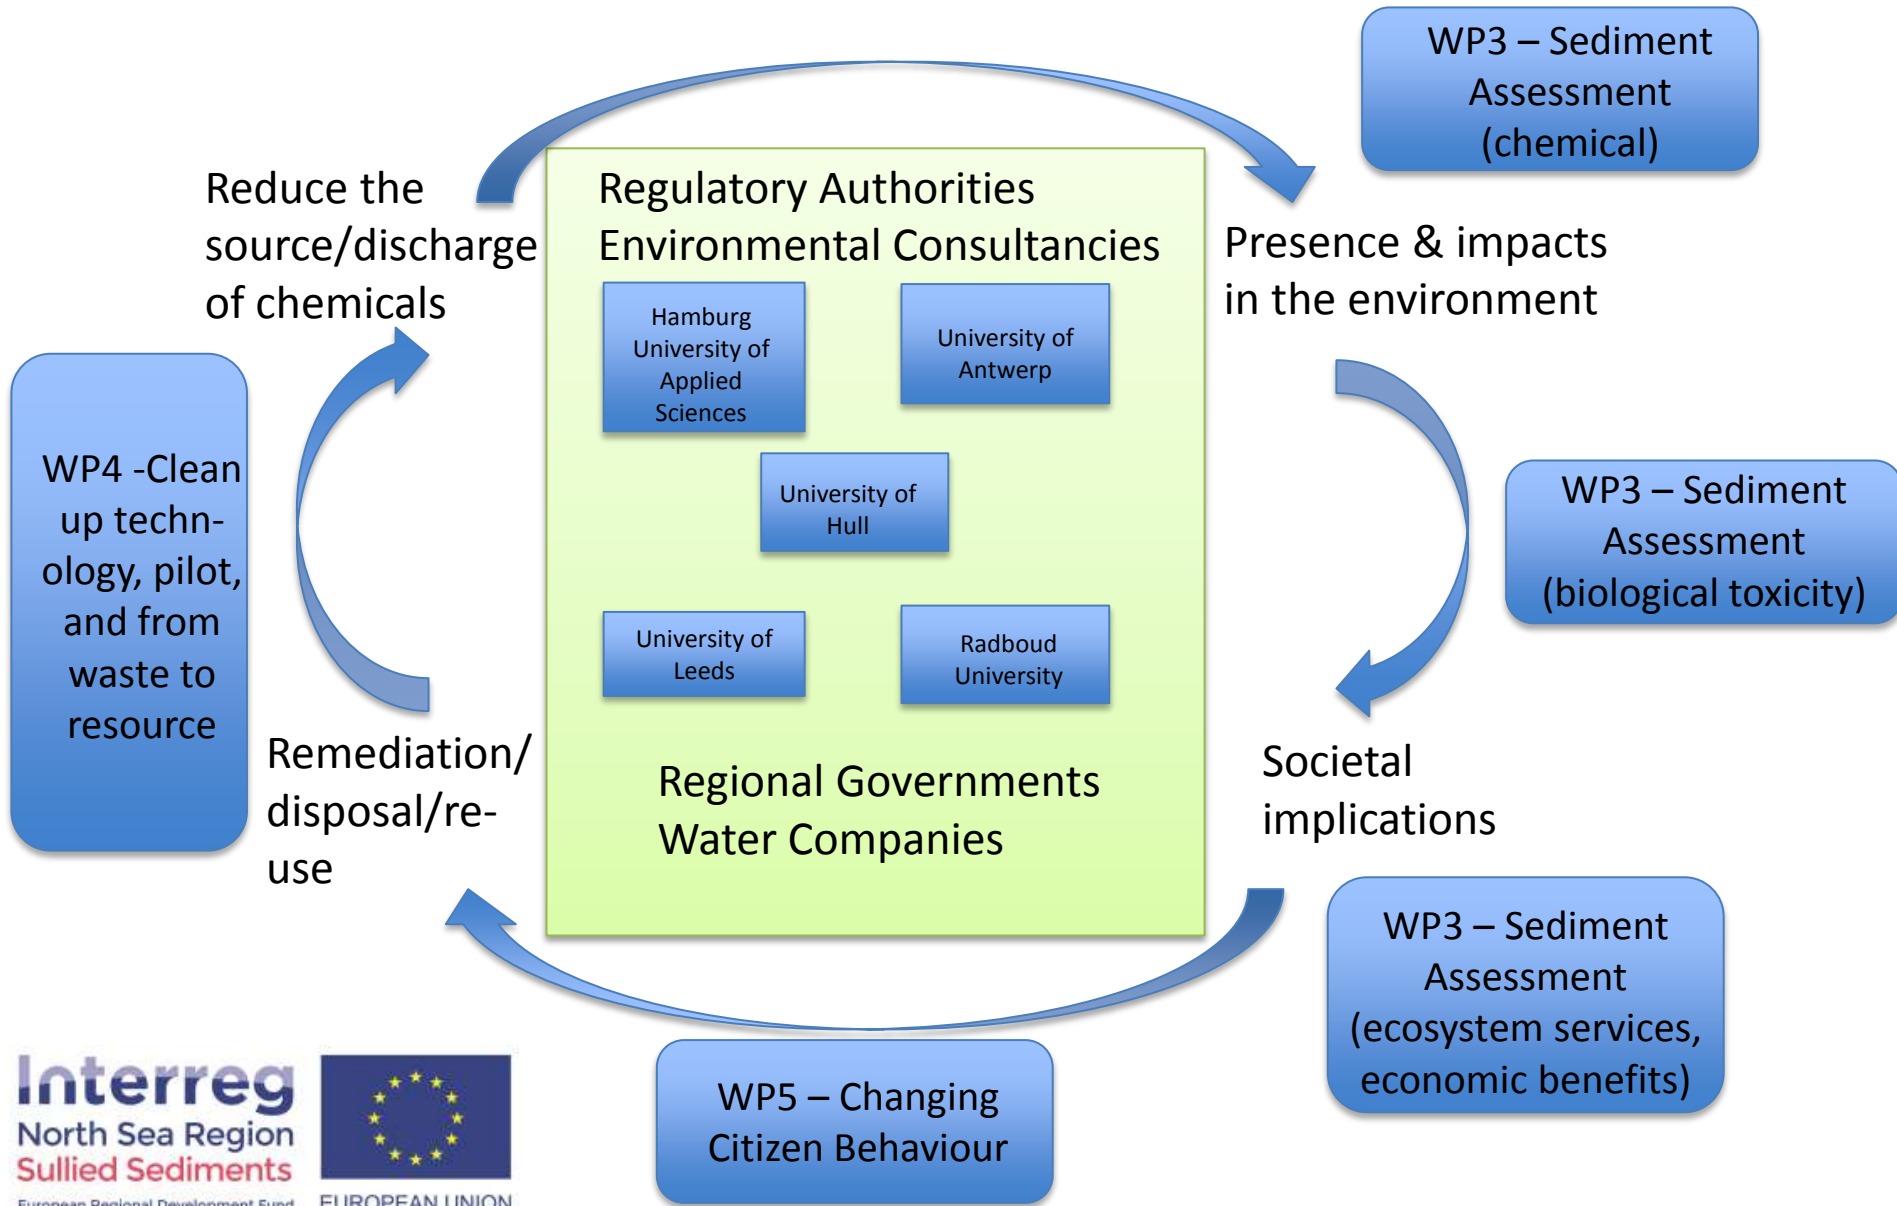 WP3 – Sediment
Assessment
(chemical)
Reduce the
source/discharge
of chemicals
Regulatory Authorities
Environmental Consultancies
Presence & impacts
in the environment
Hamburg
University of
Applied
Sciences
University of
Antwerp
University of
Hull
University of
Leeds
Radboud
University
Regional Governments
Water Companies
WP4 -Clean
up techn-
ology, pilot,
and from
waste to
resource
WP3 – Sediment
Assessment
(biological toxicity)
Remediation/
disposal/re-
use
Societal
implications
WP3 – Sediment
Assessment
(ecosystem services,
economic benefits)
WP5 – Changing
Citizen Behaviour
Interreg
North Sea Region
Sullied Sediments
European Regional Development Fund
EUROPEAN UNION